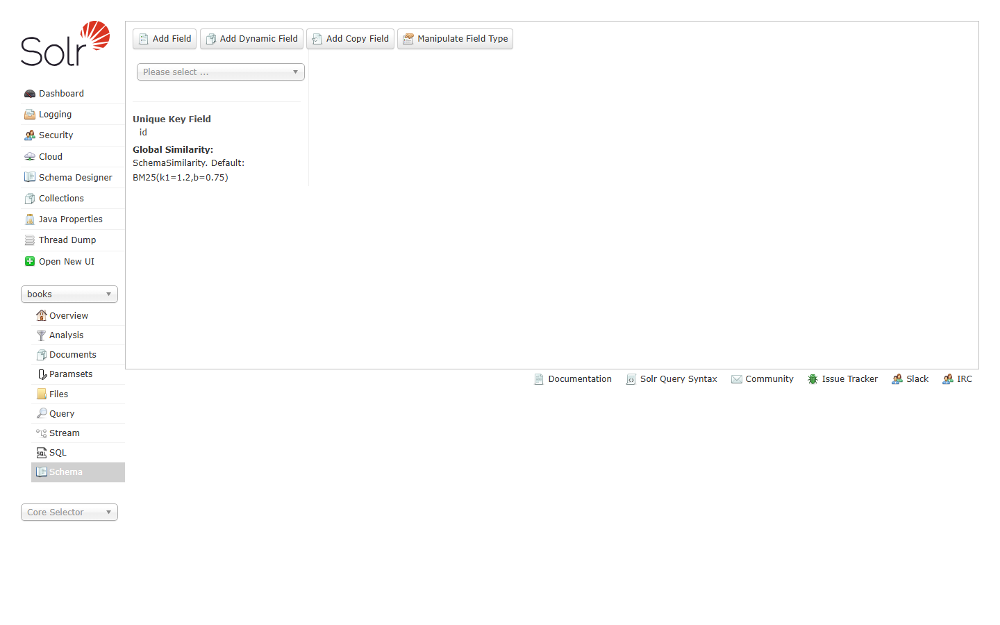 Solr
Dashboard
Logging
Security
Cloud
Schema Designer
Collections
Java Properties
Thread Dump
Open New UI
books
Overview
Analysis
Documents
Paramsets
Files
Query
Stream
SQL
Schema
Core Selector
Add Field
Add Dynamic Field
Add Copy Field
Manipulate Field Type
Please select ...
Unique Key Field
id
Global Similarity:
SchemaSimilarity. Default:
BM25(k1=1.2,b=0.75)
Documentation
Solr Query Syntax
Community
Issue Tracker
Slack
IRC